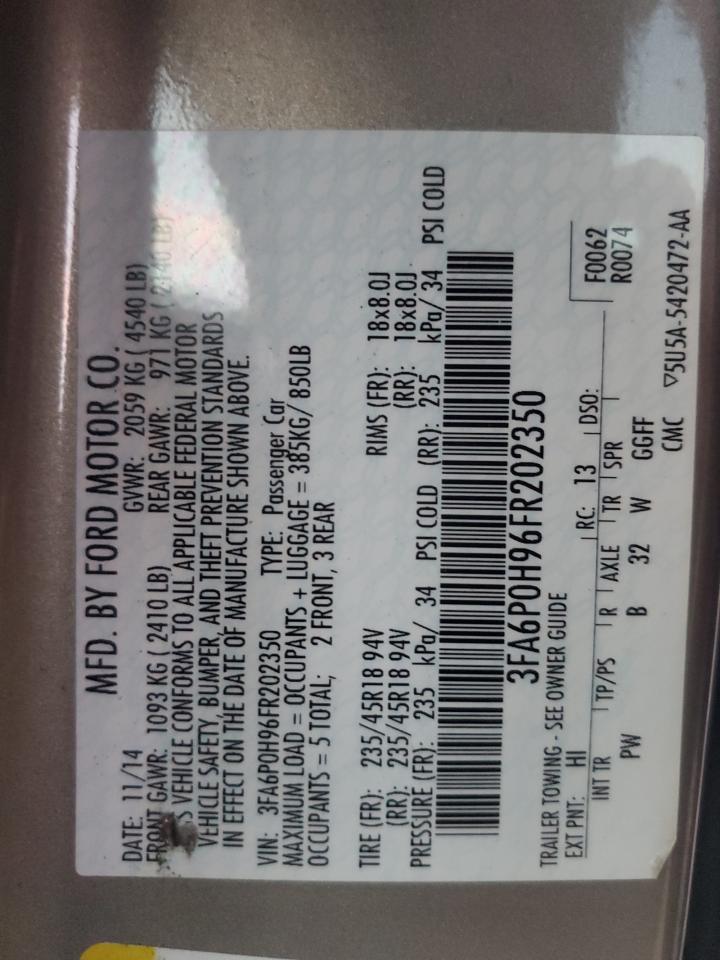 MFD. BY FORD MOTOR CO.
DATE: 11/14 GVWR: 2059 KG ( 4540 LB)
FRONT GAWR: 1093 KG ( 2410 LB) REAR GAWR: 971 KG ( 2140 LB)
VEHICLE CONFORMS TO ALL APPLICABLE FEDERAL MOTOR
VEHICLE SAFETY, BUMPER, AND THEFT PREVENTION STANDARDS
IN EFFECT ON THE DATE OF MANUFACTURE SHOWN ABOVE.
VIN: 3FA6P0H96FR202350 TYPE: Passenger Car
MAXIMUM LOAD = OCCUPANTS + LUGGAGE = 385KG/ 850LB
OCCUPANTS = 5 TOTAL; 2 FRONT, 3 REAR
TIRE (FR): 235/45R18 94V RIMS (FR): 18x8.0J
(RR): 235/45R18 94V (RR): 18x8.0J
PRESSURE (FR): 235 kPa/ 34 PSI COLD (RR): 235 kPa/ 34 PSI COLD
3FA6P0H96FR202350
TRAILER TOWING - SEE OWNER GUIDE
EXT PNT: HI RC: 13 DSO: F0062
INT TR TP/PS R AXLE TR SPR R0074
PW B 32 W GGFF
CMC ▽5U5A-5420472-AA